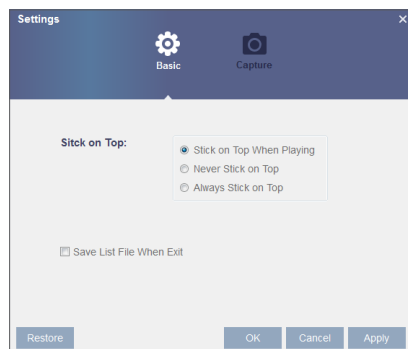 Settings
Basic
Capture
Sitck on Top:
Stick on Top When Playing
Never Stick on Top
Always Stick on Top
Save List File When Exit
Restore
OK
Cancel
Apply